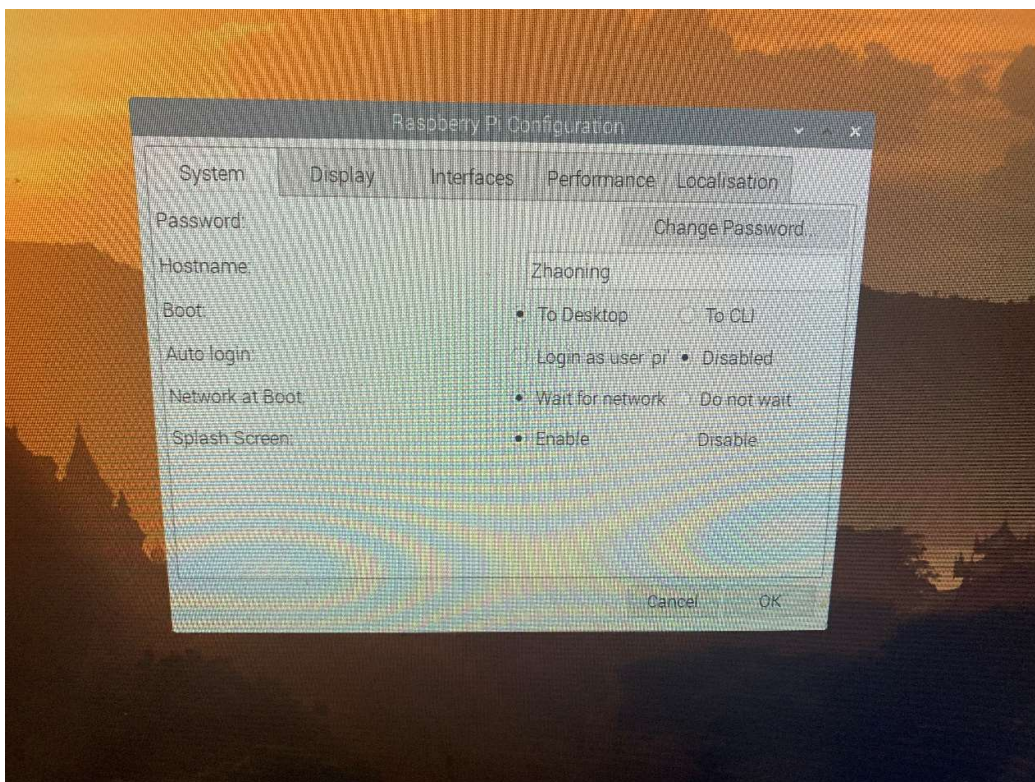 Raspberry Pi Configuration
System Display Interfaces Performance Localisation
Password: Change Password...
Hostname: Zhaoning
Boot: To Desktop To CLI
Auto login: Login as user 'pi' Disabled
Network at Boot: Wait for network Do not wait
Splash Screen: Enable Disable
Cancel OK